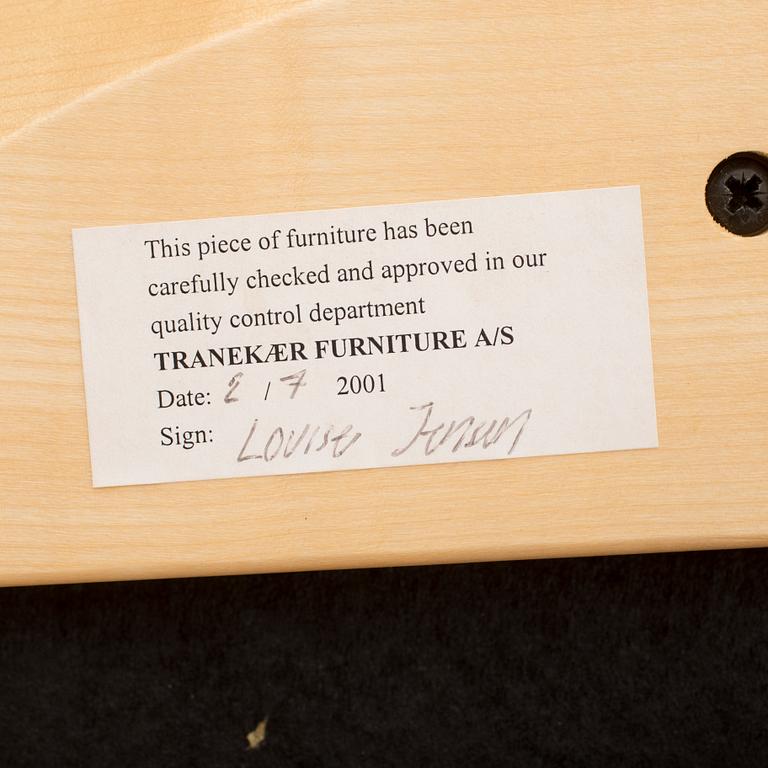 This piece of furniture has been
carefully checked and approved in our
quality control department
TRANEKÆR FURNITURE A/S
Date: 2 / 7 2001
Sign: Louise Jensen